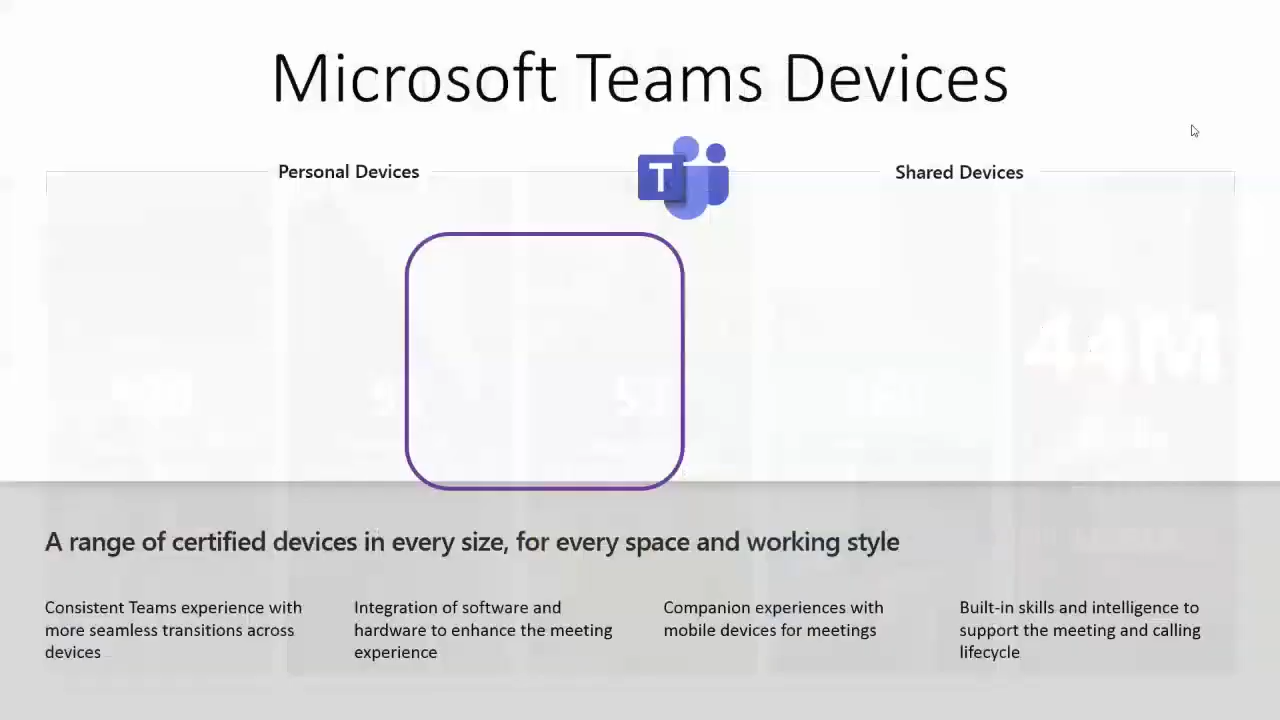 Microsoft Teams Devices
Personal Devices
T
Shared Devices
44M
A range of certified devices in every size, for every space and working style
Consistent Teams experience with
more seamless transitions across
devices
Integration of software and
hardware to enhance the meeting
experience
Companion experiences with
mobile devices for meetings
Built-in skills and intelligence to
support the meeting and calling
lifecycle